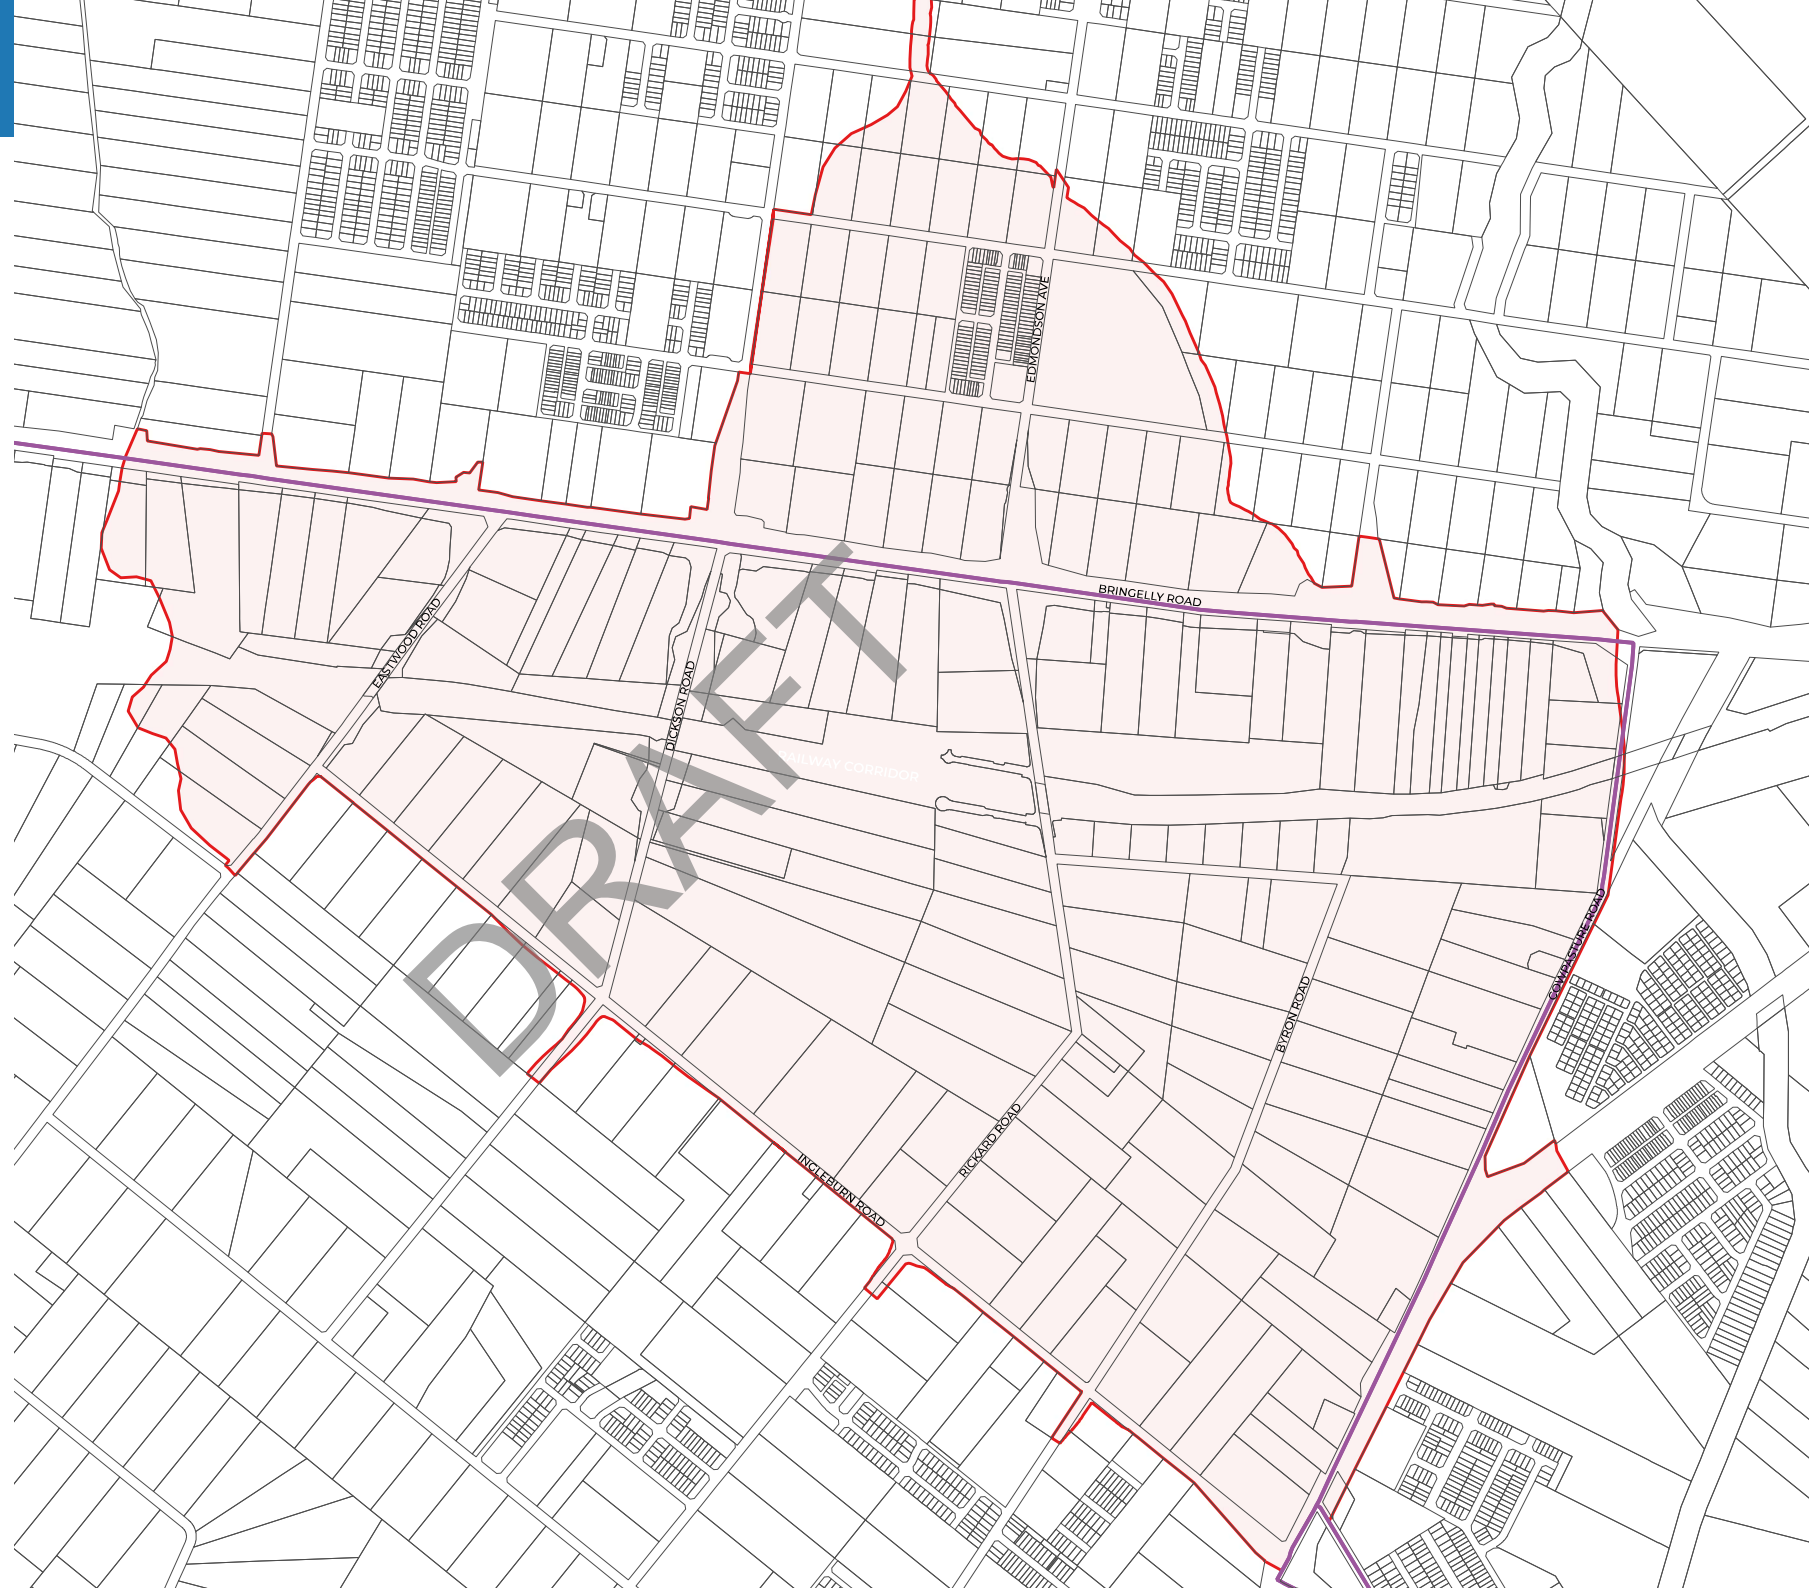 EDMONDSON AVE
BRINGELLY ROAD
EASTWOOD ROAD
DICKSON ROAD
RAILWAY CORRIDOR
DRAFT
COWPASTURE ROAD
BYRON ROAD
RICKARD ROAD
INGLEBURN ROAD